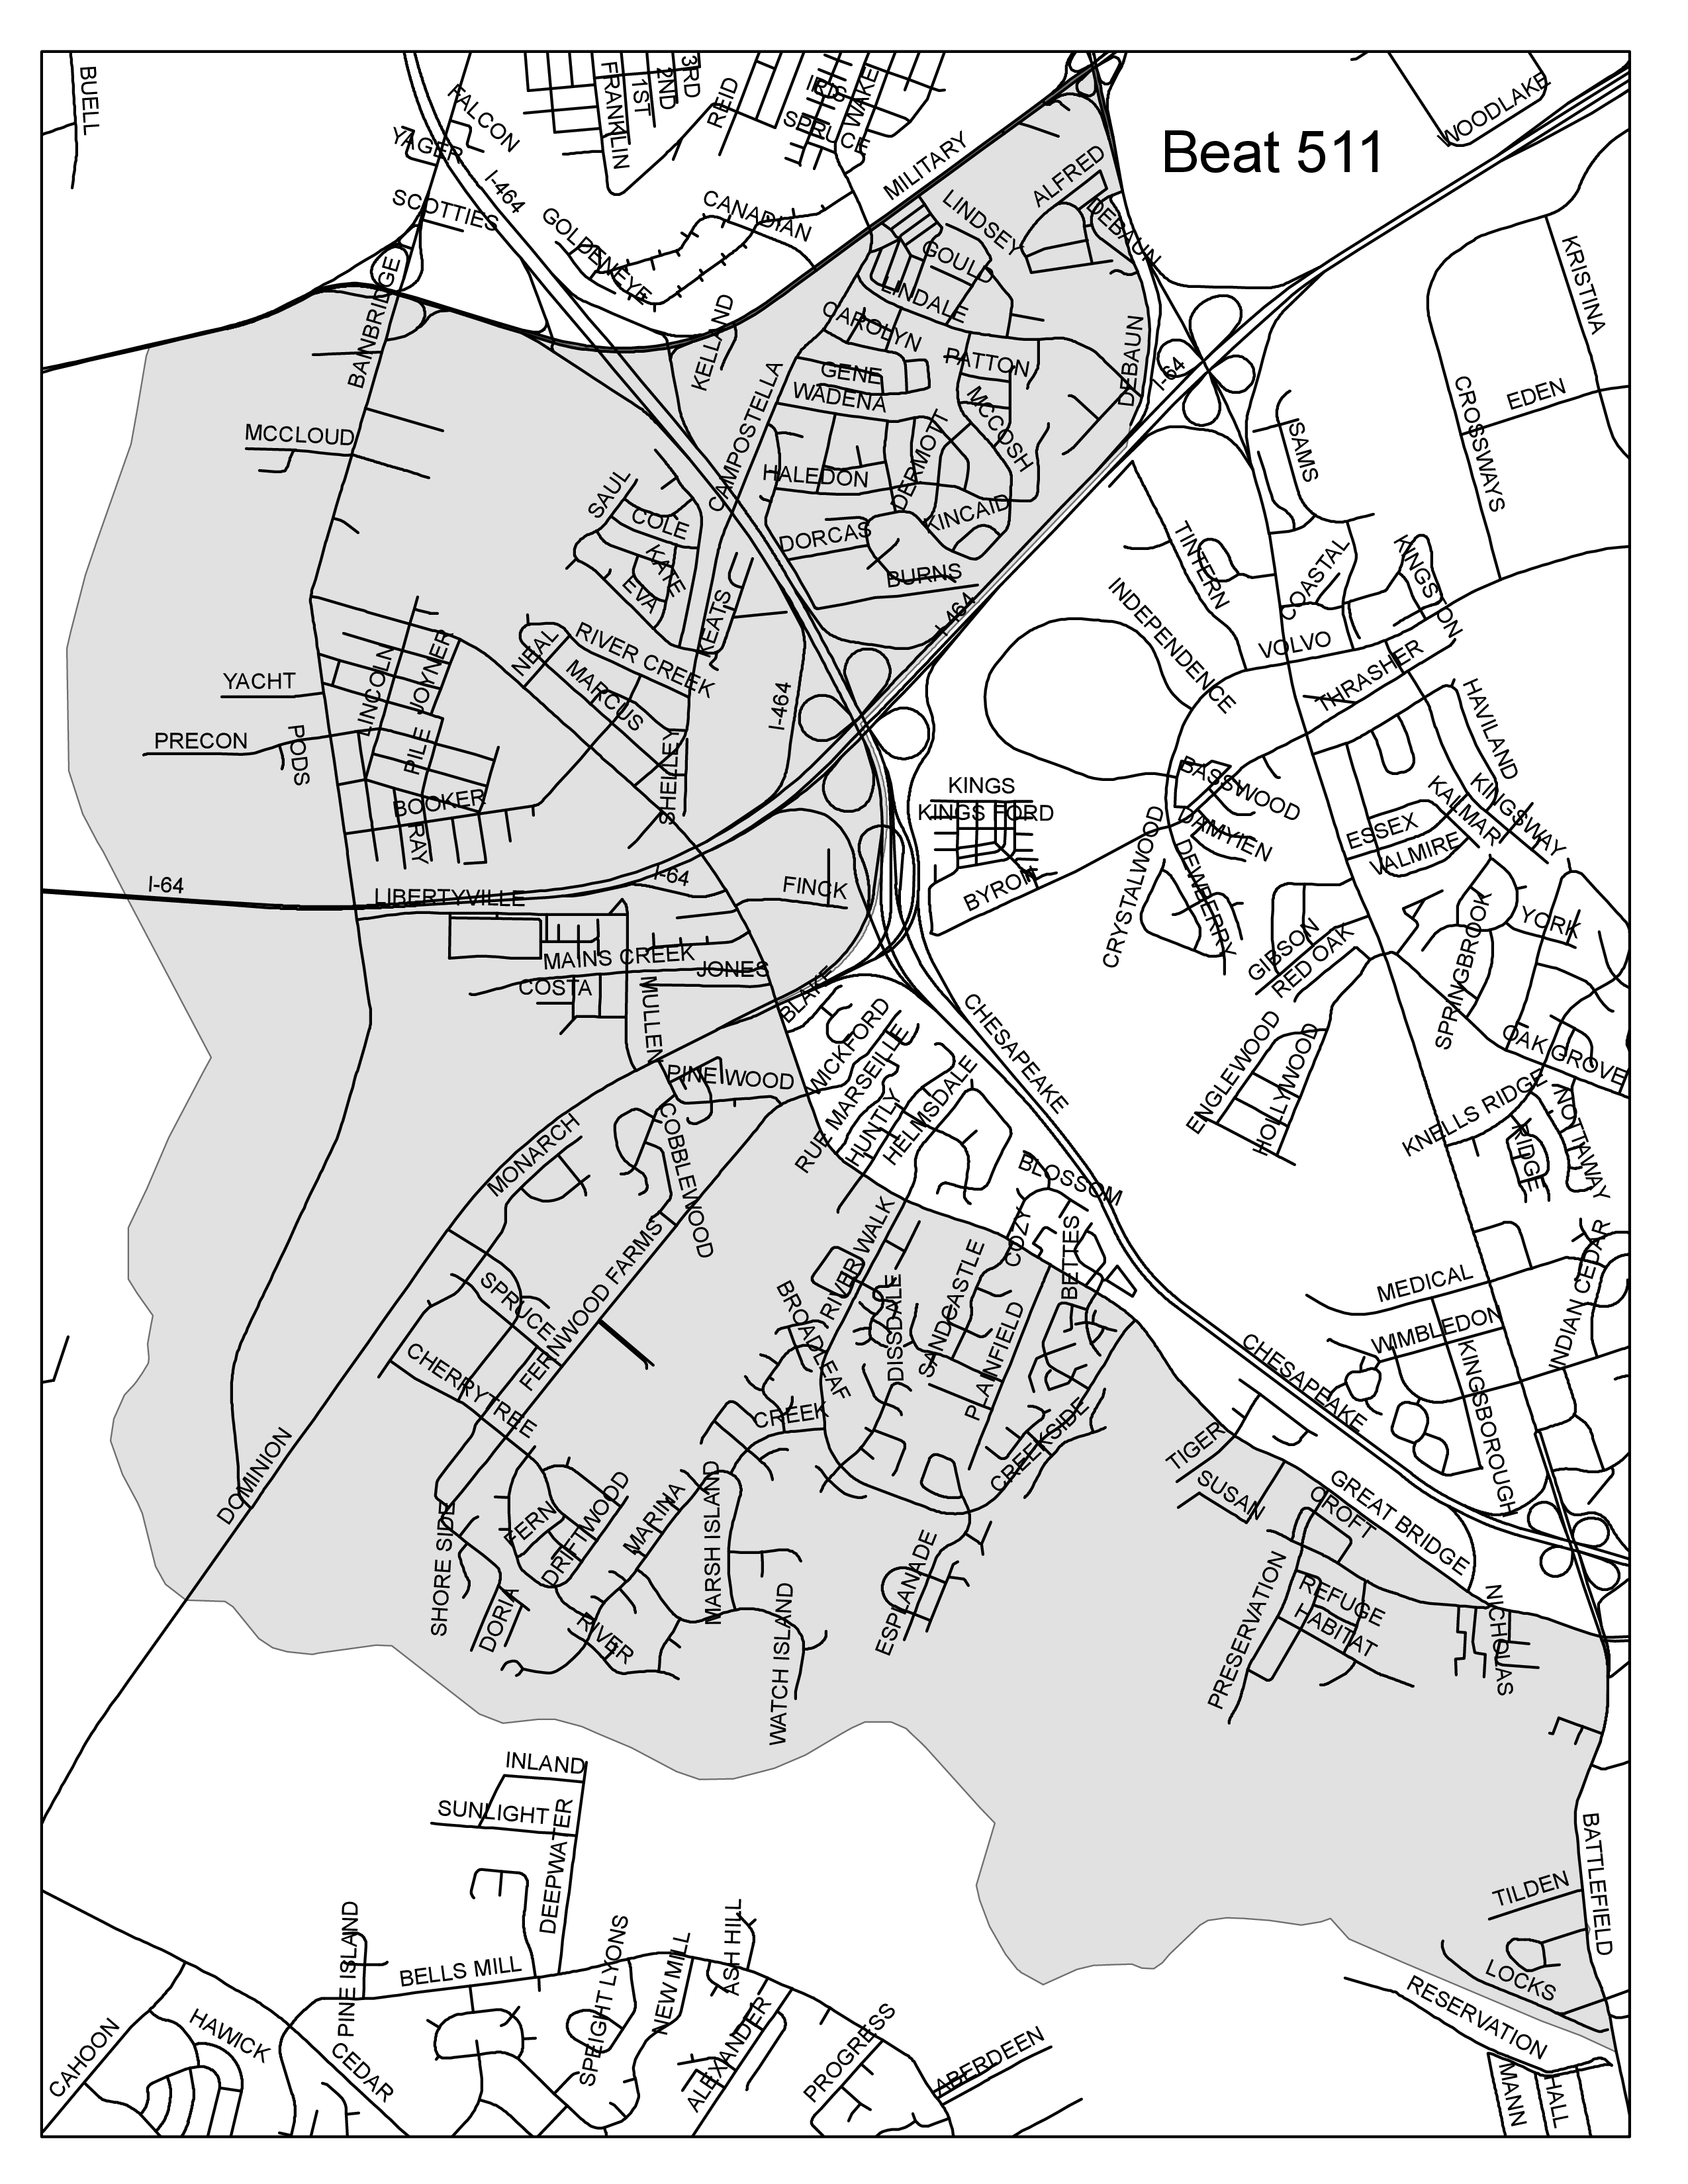 Beat 511
BUELL
FALCON
YAGER
SCOTTIES
I-464
FRANKLIN
1ST
2ND
3RD
REID
SPRUCE
WAKE
MILITARY
CANADIAN
GOLDENEYE
BAINBRIDGE
KELLAND
LINDSEY
ALFRED
DEBAUN
GOULD
LINDALE
CAROLYN
PATTON
GENE
WADENA
MCCOSH
DERMOTT
HALEDON
KINCAID
DORCAS
BURNS
CAMPOSTELLA
DEBAUN
I-64
WOODLAKE
KRISTINA
EDEN
CROSSWAYS
SAMS
MCCLOUD
SAUL
COLE
KATE
EVA
KEATS
I-464
TINTERN
COASTAL
KINGSTON
INDEPENDENCE
VOLVO
THRASHER
HAVILAND
YACHT
PRECON
PODS
LINCOLN
JOYNER
PILE
NEAL
RIVER CREEK
MARCUS
SHELLEY
I-464
BOOKER
RAY
KINGS
KINGS FORD
BYRON
BASSWOOD
DAMYIEN
DEWBERRY
CRYSTALWOOD
ESSEX
VALMIRE
KALMAR
KINGSWAY
I-64
LIBERTYVILLE
I-64
FINCK
MAINS CREEK
JONES
COSTA
MULLEN
BLAKE
GIBSON
RED OAK
SPRINGBROOK
YORK
OAK GROVE
ENGLEWOOD
HOLLYWOOD
KNELLS RIDGE
RIDGE
NOTTAWAY
CHESAPEAKE
PINEWOOD
WICKFORD
RUE MARSEILLE
HUNTLY
HELMSDALE
MONARCH
COBBLEWOOD
BLOSSOM
COZY
BETTES
RIVER WALK
BROADLEAF
DISSDALE
SANDCASTLE
PLAINFIELD
CREEKSIDE
SPRUCE
FERNWOOD FARMS
CHERRYTREE
CREEK
DOMINION
MEDICAL
WIMBLEDON
KINGSBOROUGH
INDIAN CEDAR
CHESAPEAKE
TIGER
SUSAN
CROFT
GREAT BRIDGE
SHORE SIDE
FERN
DRIFTWOOD
MARINA
MARSH ISLAND
DORIA
RIVER
WATCH ISLAND
ESPLANADE
PRESERVATION
REFUGE
HABITAT
NICHOLAS
INLAND
SUNLIGHT
DEEPWATER
BATTLEFIELD
TILDEN
LOCKS
RESERVATION
PINE ISLAND
BELLS MILL
SPEIGHT LYONS
NEW MILL
ASH HILL
ALEXANDER
PROGRESS
ABERDEEN
CAHOON
HAWICK
CEDAR
MANN
HALL